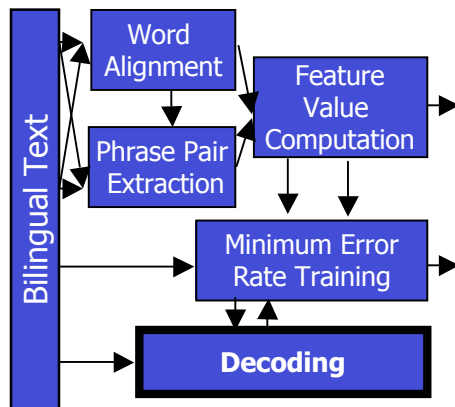 Bilingual Text
Word
Alignment
Phrase Pair
Extraction
Feature
Value
Computation
Minimum Error
Rate Training
Decoding